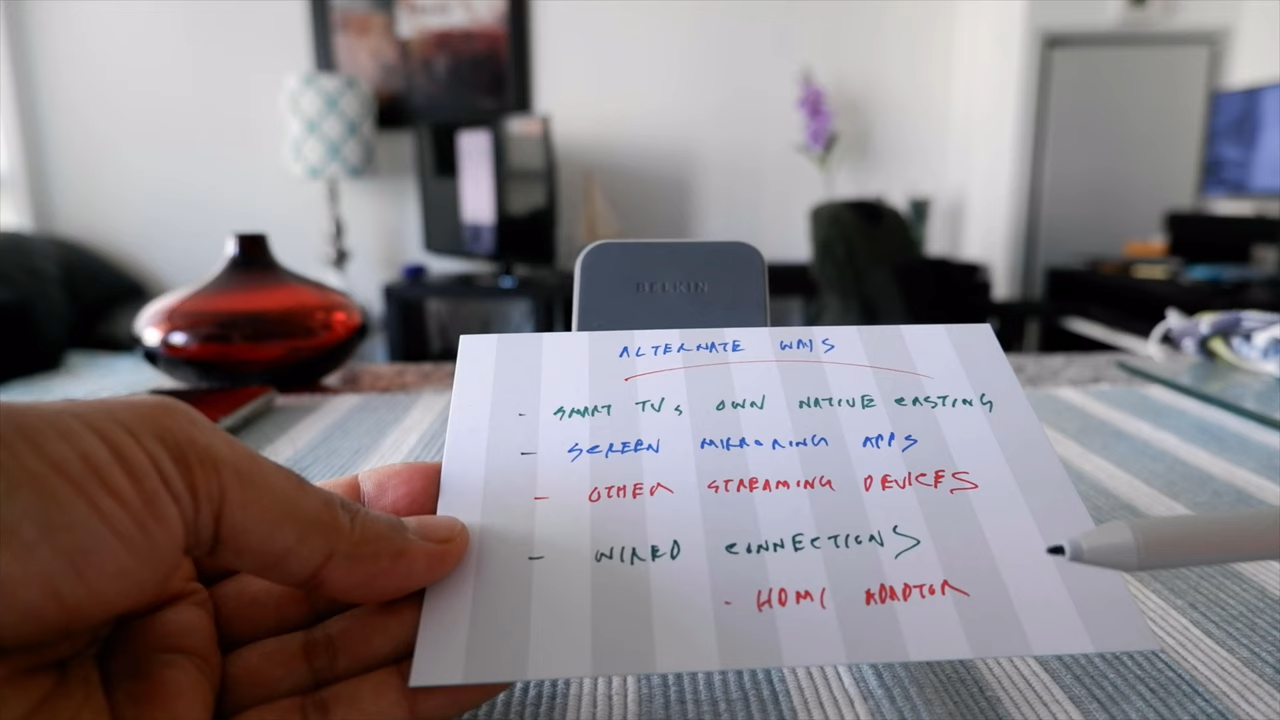 BELKIN
ALTERNATE WAYS
- SMART TVs OWN NATIVE CASTING
- SCREEN MIRRORING APPS
- OTHER STREAMING DEVICES
- WIRED CONNECTIONS
- HDMI ADAPTOR